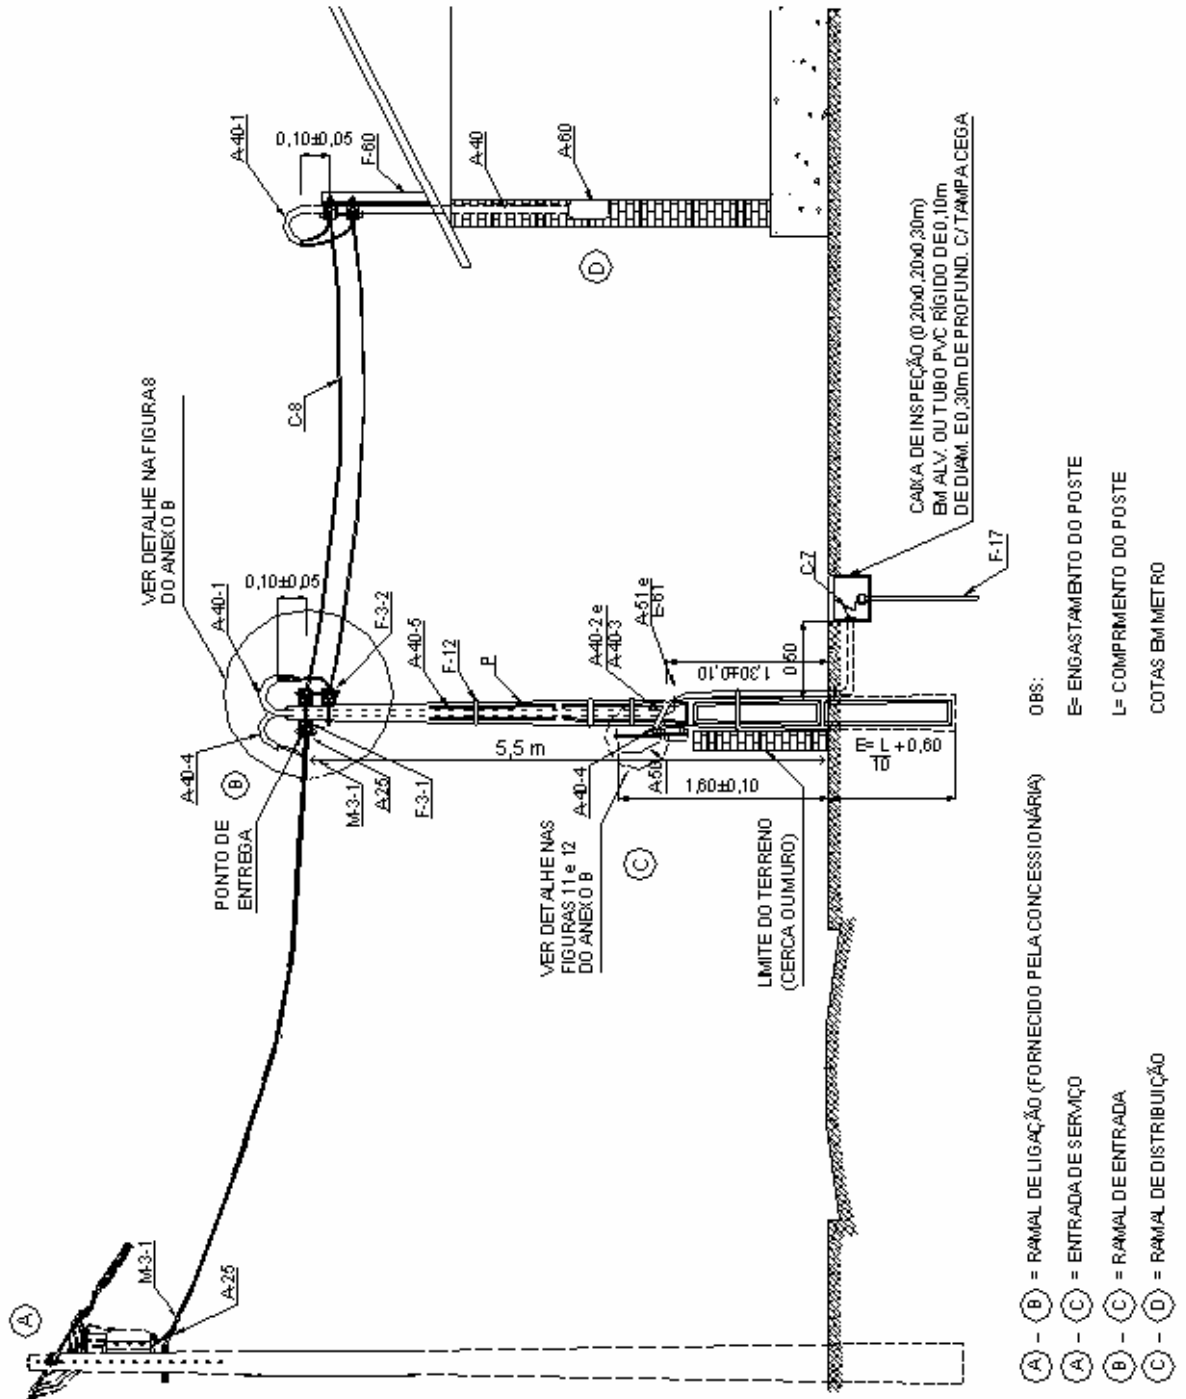 A
M-3-1
A-25
VER DETALHE NA FIGURA 8
DO ANEXO B
A-40-4
B
A-40-1
0,10±0,05
PONTO DE
ENTREGA
M-3-1
A-25
F-3-1
F-3-2
A-40-5
F-12
P
C-8
A-40-1
0,10±0,05
F-60
A-40
A-60
D
5,5 m
A-40-2 e
A-40-3
A-51 e
E-61
A-40-4
A-50
VER DETALHE NAS
FIGURAS 11 e 12
DO ANEXO B
C
1,60±0,10
1,30±0,10
0,50
LIMITE DO TERRENO
(CERCA OU MURO)
E= L + 0,60
10
C-7
F-17
CAIXA DE INSPEÇÃO (0,20x0,20x0,30m)
EM ALV. OU TUBO PVC RÍGIDO DE 0,10m
DE DIAM. E 0,30m DE PROFUND. C/ TAMPA CEGA
A - B = RAMAL DE LIGAÇÃO (FORNECIDO PELA CONCESSIONÁRIA)
A - C = ENTRADA DE SERVIÇO
B - C = RAMAL DE ENTRADA
C - D = RAMAL DE DISTRIBUIÇÃO
OBS:
E= ENGASTAMENTO DO POSTE
L= COMPRIMENTO DO POSTE
COTAS EM METRO